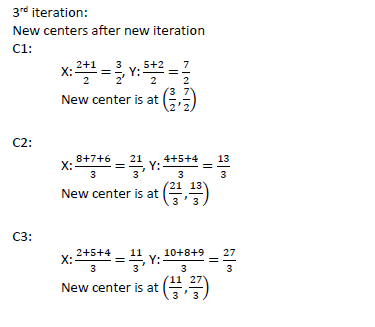 3rd iteration:
New centers after new iteration
C1:
X: (2+1)/2 = 3/2, Y: (5+2)/2 = 7/2
New center is at (3/2, 7/2)
C2:
X: (8+7+6)/3 = 21/3, Y: (4+5+4)/3 = 13/3
New center is at (21/3, 13/3)
C3:
X: (2+5+4)/3 = 11/3, Y: (10+8+9)/3 = 27/3
New center is at (11/3, 27/3)